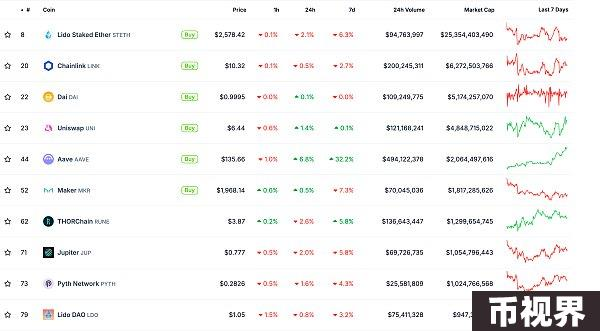 # Coin Price 1h 24h 7d 24h Volume Market Cap Last 7 Days
8 Lido Staked Ether STETH Buy $2,578.42 0.1% 2.1% 6.3% $94,763,997 $25,354,403,490
20 Chainlink LINK Buy $10.32 0.1% 0.5% 2.7% $200,245,311 $6,272,503,766
22 Dai DAI Buy $0.9995 0.0% 0.1% 0.0% $109,249,775 $5,174,257,070
23 Uniswap UNI Buy $6.44 0.6% 1.4% 0.1% $121,168,241 $4,848,715,022
44 Aave AAVE Buy $135.66 1.0% 6.8% 32.2% $494,122,378 $2,064,497,616
52 Maker MKR Buy $1,968.14 0.6% 0.5% 7.3% $70,045,036 $1,817,285,626
62 THORChain RUNE $3.87 0.2% 2.6% 5.8% $136,643,447 $1,299,654,745
71 Jupiter JUP $0.777 0.5% 2.0% 5.8% $69,726,735 $1,054,796,443
73 Pyth Network PYTH $0.2826 0.5% 1.6% 4.3% $25,581,809 $1,024,766,568
79 Lido DAO LDO $1.05 1.5% 0.8% 3.2% $75,411,328
币视界